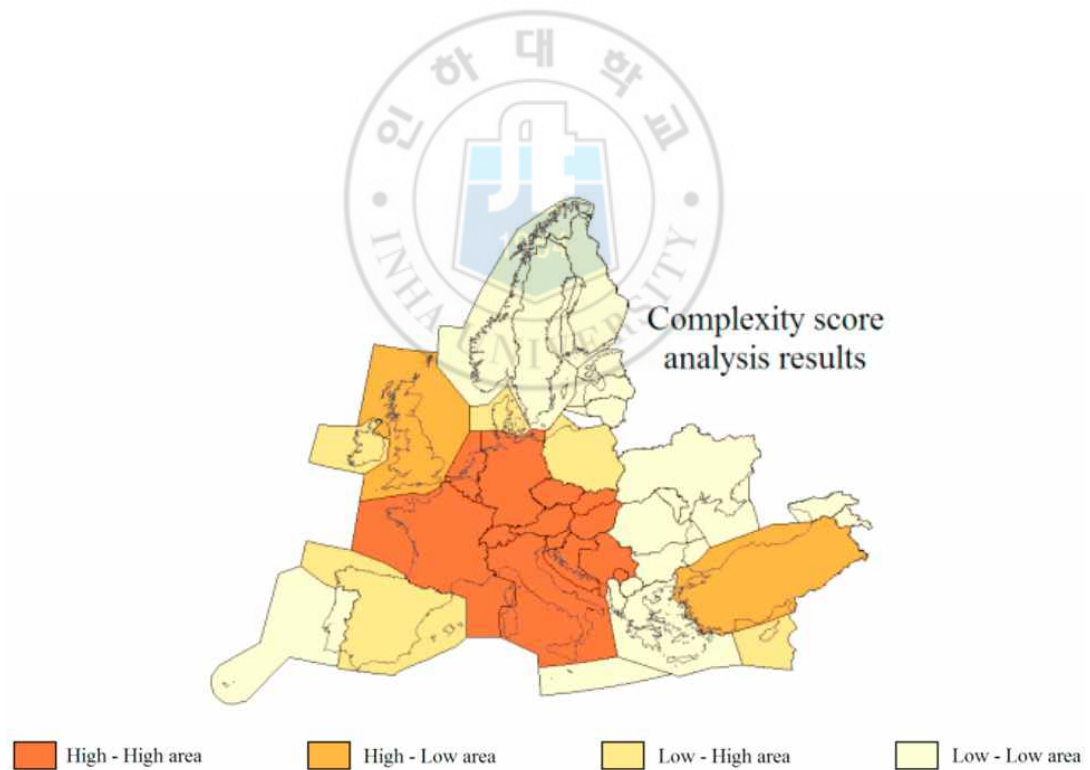 인하대학교
INHA UNIVERSITY
1954
Complexity score
analysis results
High - High area
High - Low area
Low - High area
Low - Low area